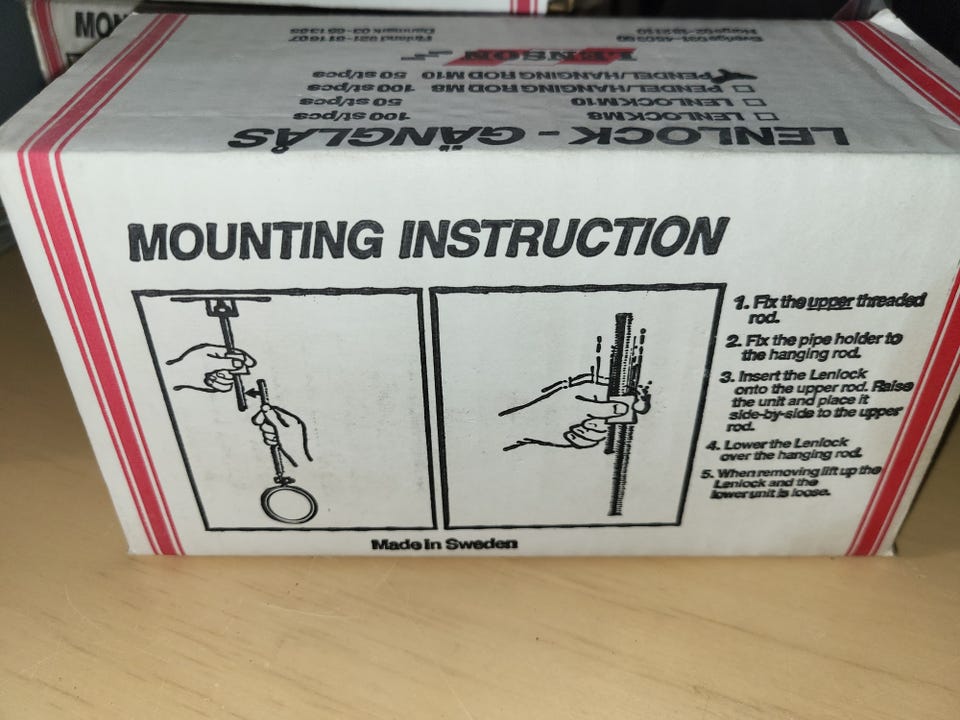 MOUNTING INSTRUCTION
1. Fix the upper threaded
rod.
2. Fix the pipe holder to
the hanging rod.
3. Insert the Lenlock
onto the upper rod. Raise
the unit and place it
side-by-side to the upper
rod.
4. Lower the Lenlock
over the hanging rod.
5. When removing lift up the
Lenlock and the
lower unit is loose.
Made in Sweden
LENLOCK - GÄNGLÅS
LENLOCK M8 100 st/pcs
LENLOCK M10 50 st/pcs
PENDEL/HANGING ROD M8 100 st/pcs
PENDEL/HANGING ROD M10 50 st/pcs
LENSON
MON